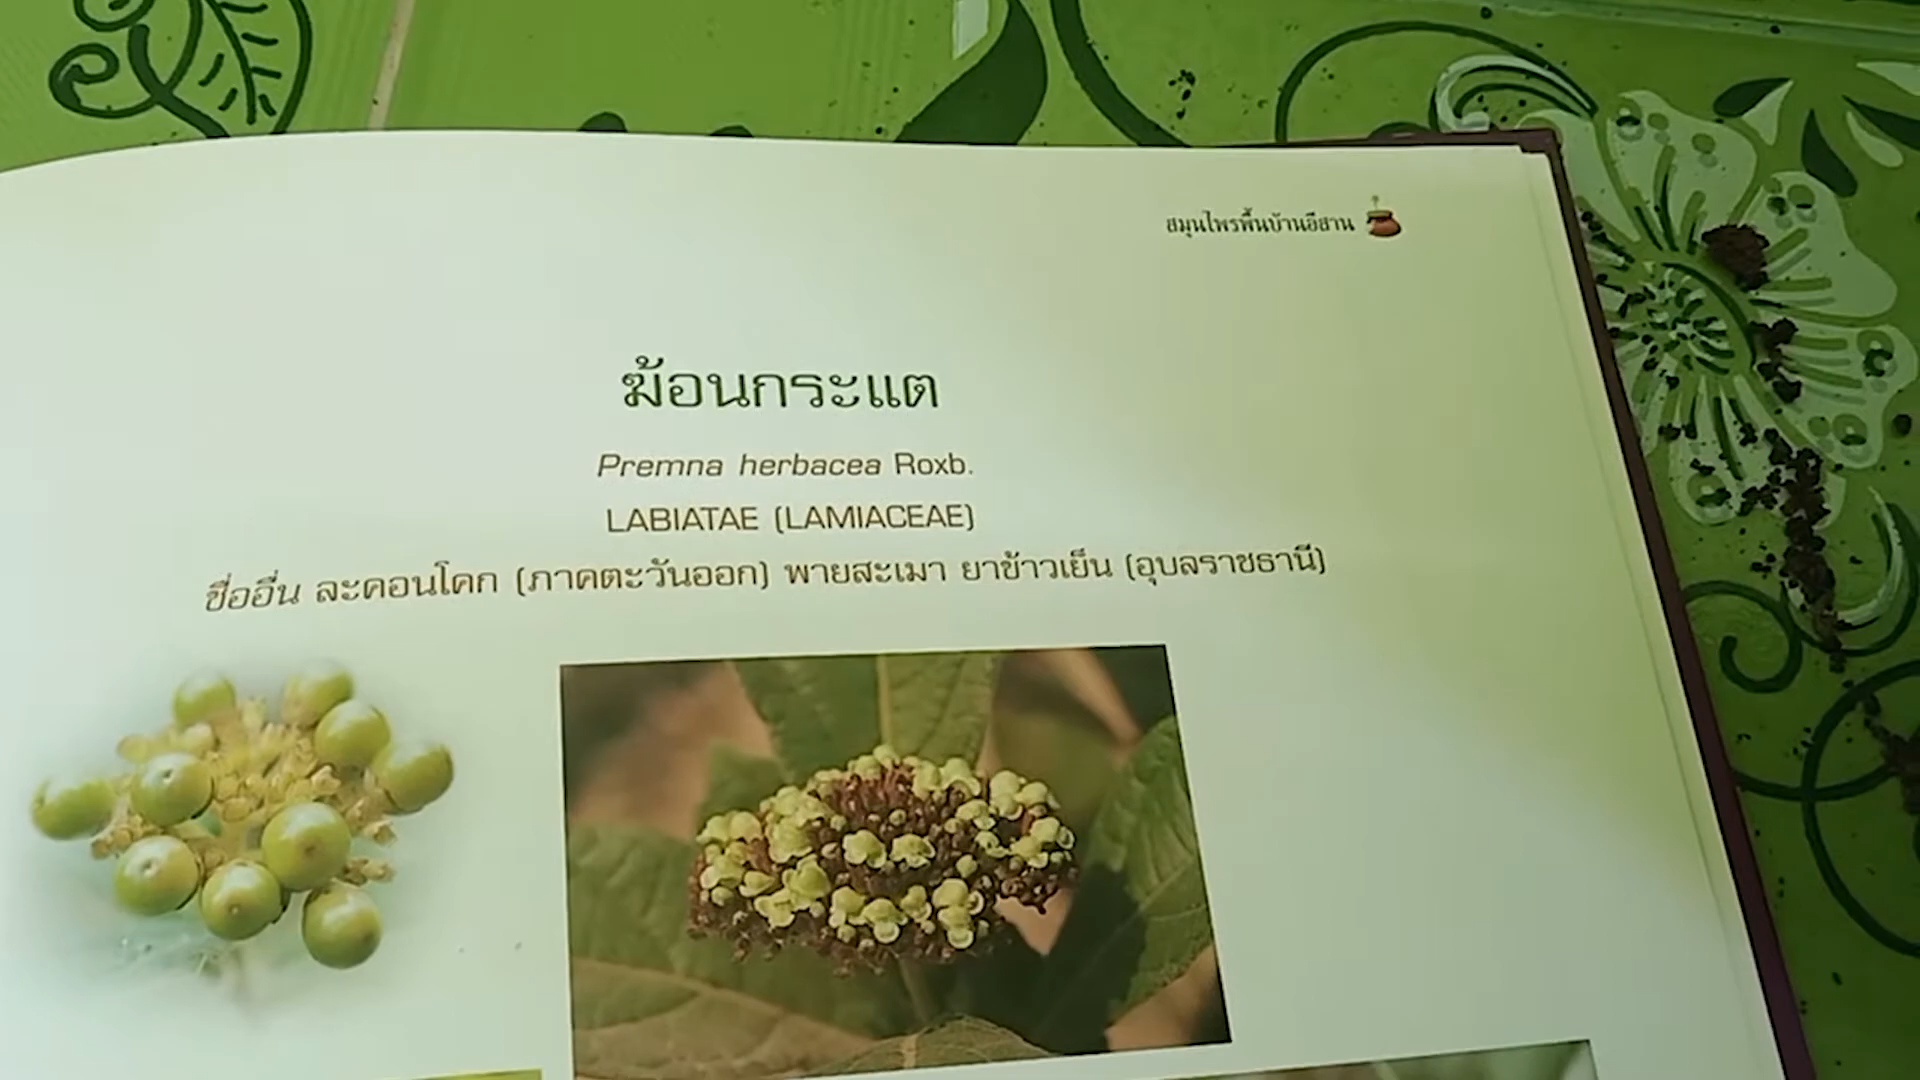 สมุนไพรพื้นบ้านอีสาน
ฆ้อนกระแต
Premna herbacea Roxb.
LABIATAE (LAMIACEAE)
ชื่ออื่น ละคอนโคก (ภาคตะวันออก) พายสะเมา ยาข้าวเย็น (อุบลราชธานี)